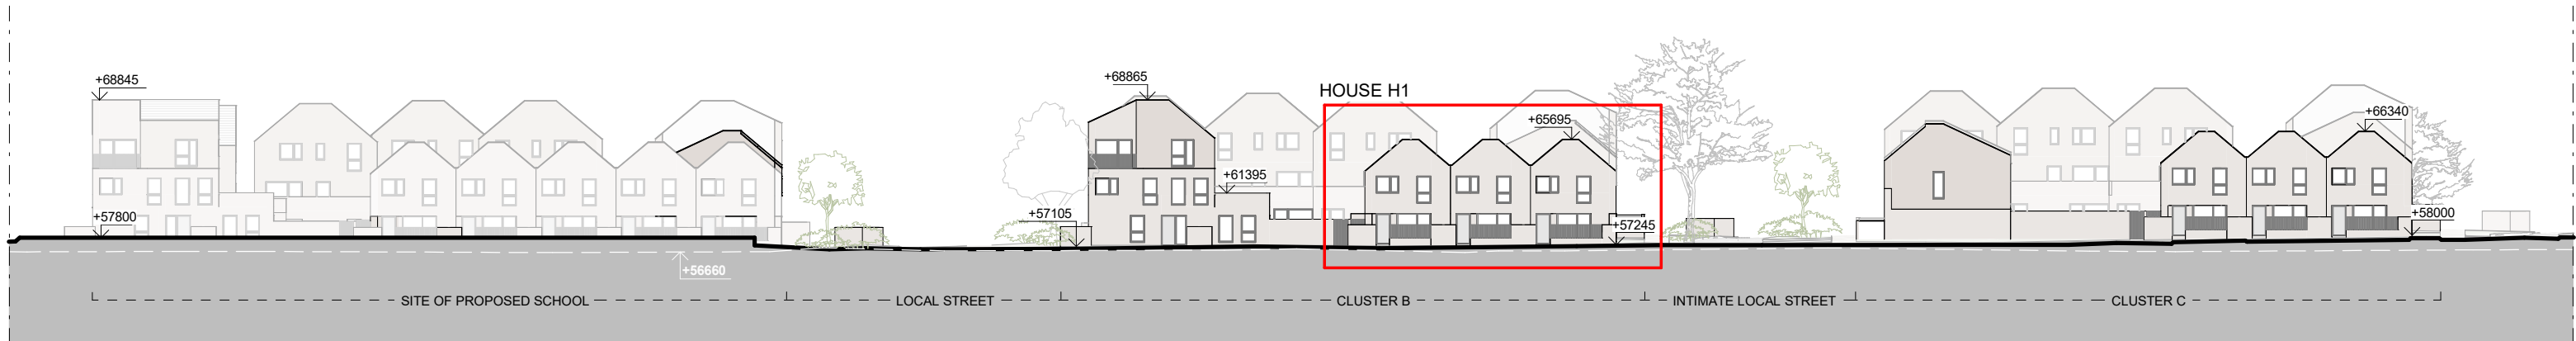 +68845
+68865
HOUSE H1
+65695
+66340
+61395
+57800
+57105
+57245
+58000
+56660
SITE OF PROPOSED SCHOOL
LOCAL STREET
CLUSTER B
INTIMATE LOCAL STREET
CLUSTER C